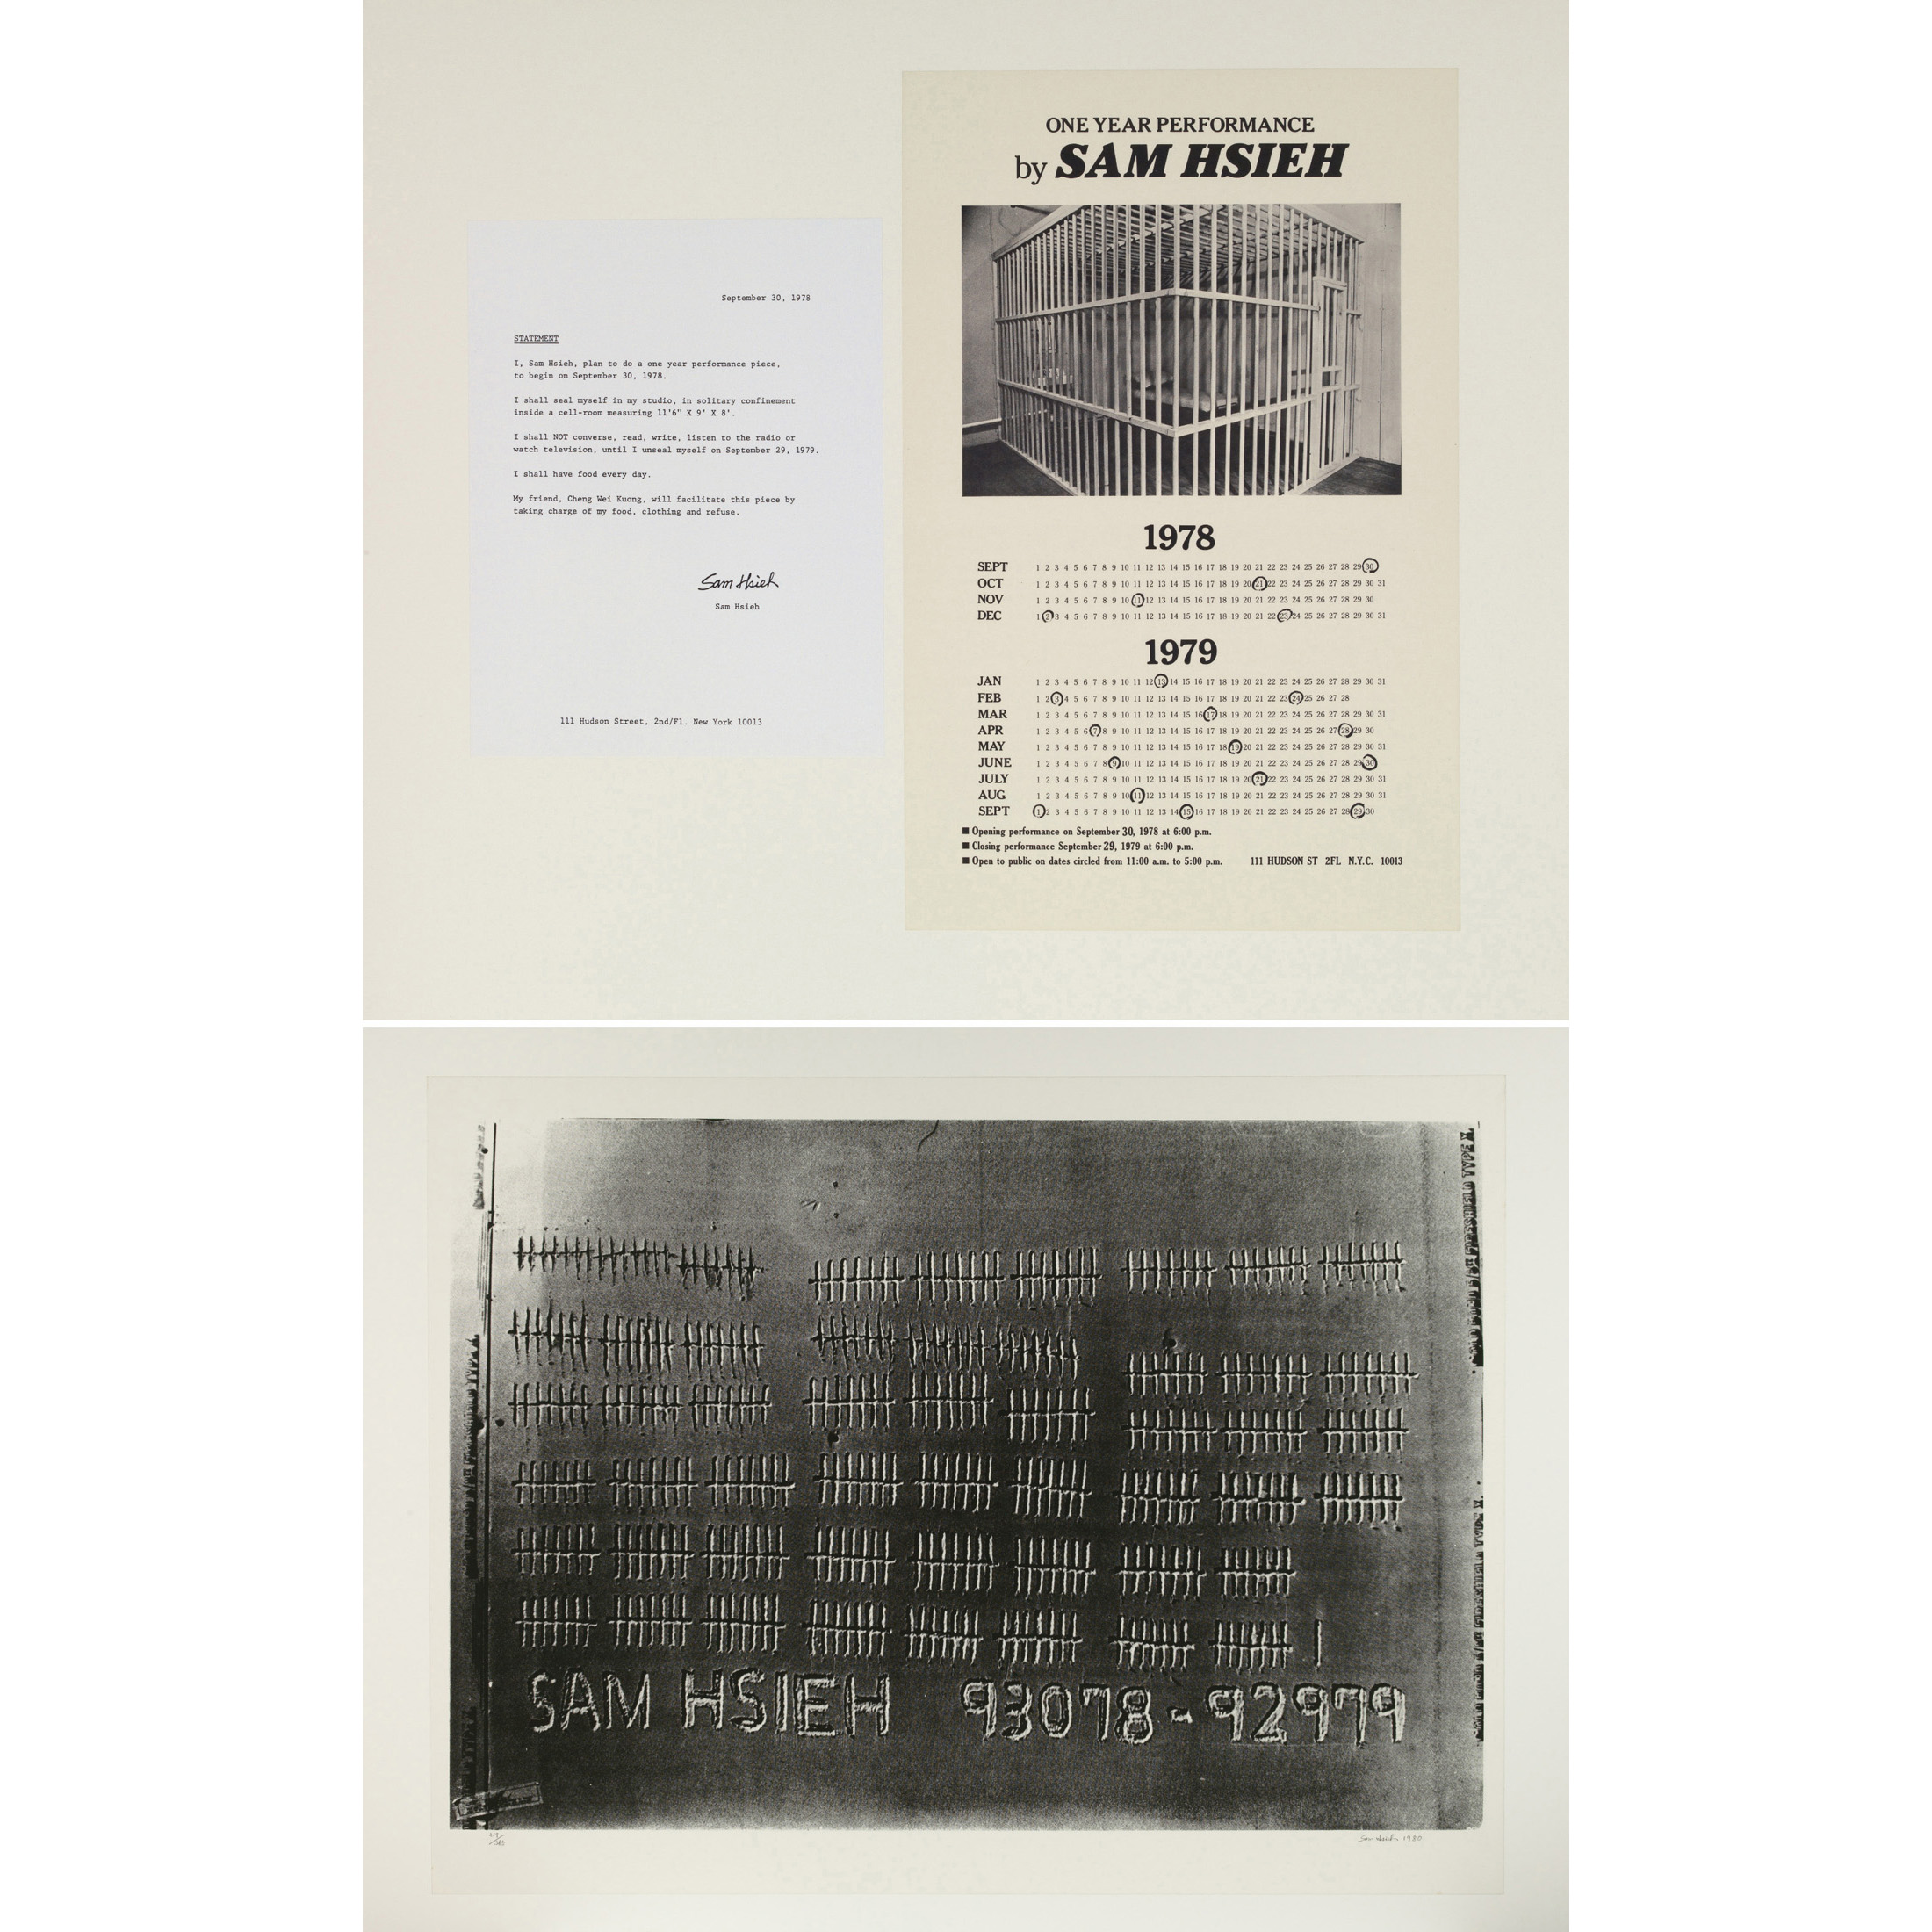 September 30, 1978
STATEMENT
I, Sam Hsieh, plan to do a one year performance piece,
to begin on September 30, 1978.
I shall seal myself in my studio, in solitary confinement
inside a cell-room measuring 11'6" X 9' X 8'.
I shall NOT converse, read, write, listen to the radio or
watch television, until I unseal myself on September 29, 1979.
I shall have food every day.
My friend, Cheng Wei Kuong, will facilitate this piece by
taking charge of my food, clothing and refuse.
Sam Hsieh
Sam Hsieh
111 Hudson Street, 2nd/Fl. New York 10013
ONE YEAR PERFORMANCE
by SAM HSIEH
1978
SEPT 1 2 3 4 5 6 7 8 9 10 11 12 13 14 15 16 17 18 19 20 21 22 23 24 25 26 27 28 29 30
OCT 1 2 3 4 5 6 7 8 9 10 11 12 13 14 15 16 17 18 19 20 21 22 23 24 25 26 27 28 29 30 31
NOV 1 2 3 4 5 6 7 8 9 10 11 12 13 14 15 16 17 18 19 20 21 22 23 24 25 26 27 28 29 30
DEC 1 2 3 4 5 6 7 8 9 10 11 12 13 14 15 16 17 18 19 20 21 22 23 24 25 26 27 28 29 30 31
1979
JAN 1 2 3 4 5 6 7 8 9 10 11 12 13 14 15 16 17 18 19 20 21 22 23 24 25 26 27 28 29 30 31
FEB 1 2 3 4 5 6 7 8 9 10 11 12 13 14 15 16 17 18 19 20 21 22 23 24 25 26 27 28
MAR 1 2 3 4 5 6 7 8 9 10 11 12 13 14 15 16 17 18 19 20 21 22 23 24 25 26 27 28 29 30 31
APR 1 2 3 4 5 6 7 8 9 10 11 12 13 14 15 16 17 18 19 20 21 22 23 24 25 26 27 28 29 30
MAY 1 2 3 4 5 6 7 8 9 10 11 12 13 14 15 16 17 18 19 20 21 22 23 24 25 26 27 28 29 30 31
JUNE 1 2 3 4 5 6 7 8 9 10 11 12 13 14 15 16 17 18 19 20 21 22 23 24 25 26 27 28 29 30
JULY 1 2 3 4 5 6 7 8 9 10 11 12 13 14 15 16 17 18 19 20 21 22 23 24 25 26 27 28 29 30 31
AUG 1 2 3 4 5 6 7 8 9 10 11 12 13 14 15 16 17 18 19 20 21 22 23 24 25 26 27 28 29 30 31
SEPT 1 2 3 4 5 6 7 8 9 10 11 12 13 14 15 16 17 18 19 20 21 22 23 24 25 26 27 28 29 30
■ Opening performance on September 30, 1978 at 6:00 p.m.
■ Closing performance September 29, 1979 at 6:00 p.m.
■ Open to public on dates circled from 11:00 a.m. to 5:00 p.m. 111 HUDSON ST 2FL N.Y.C. 10013
SAM HSIEH 93078-92979
Sam Hsieh 1980